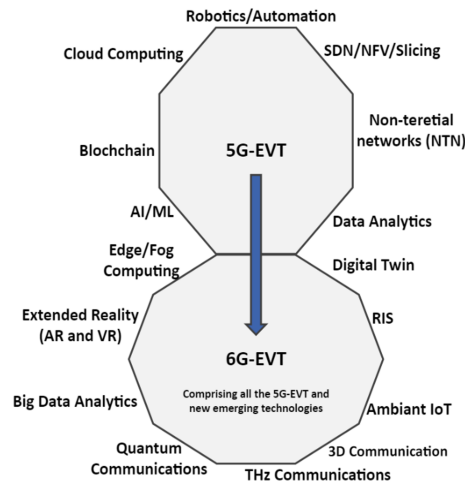 Robotics/Automation
Cloud Computing
SDN/NFV/Slicing
Non-teretial
networks (NTN)
Blochchain
5G-EVT
AI/ML
Data Analytics
Edge/Fog
Computing
Digital Twin
Extended Reality
(AR and VR)
RIS
6G-EVT
Comprising all the 5G-EVT and
new emerging technologies
Big Data Analytics
Ambiant IoT
Quantum
Communications
3D Communication
THz Communications